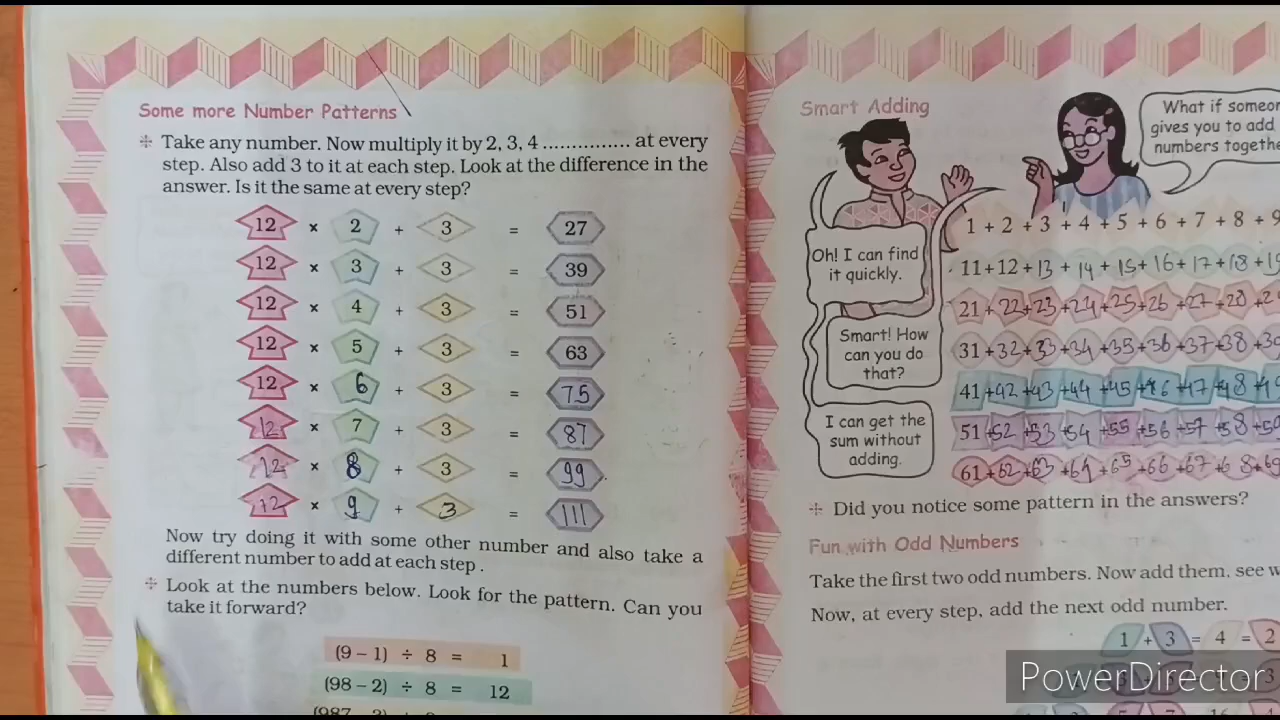 Some more Number Patterns
Take any number. Now multiply it by 2, 3, 4 ................ at every
step. Also add 3 to it at each step. Look at the difference in the
answer. Is it the same at every step?
12 × 2 + 3 = 27
12 × 3 + 3 = 39
12 × 4 + 3 = 51
12 × 5 + 3 = 63
12 × 6 + 3 = 75
12 × 7 + 3 = 87
12 × 8 + 3 = 99
12 × 9 + 3 = 111
Now try doing it with some other number and also take a
different number to add at each step .
Look at the numbers below. Look for the pattern. Can you
take it forward?
(9 – 1) ÷ 8 = 1
(98 – 2) ÷ 8 = 12
Smart Adding
What if
gives you to add
numbers
1 + 2 + 3 + 4 + 5 + 6 + 7 + 8 + 9
Oh! I can find
it quickly.
11 + 12 + 13 + 14 + 15 + 16 + 17 + 18 +
21 + 22 + 23 + 24 + 25 + 26 + 27 + 28 +
Smart! How
can you do
that?
31 + 32 + 33 + 34 + 35 + 36 + 37 + 38 +
41 + 42 + 43 + 44 + 45 + 46 + 47 + 48 +
I can get the
sum without
adding.
51 + 52 + 53 + 54 + 55 + 56 + 57 + 58 +
61 + 62 + 63 + 64 + 65 + 66 + 67 + 68 + 69
Did you notice some pattern in the answers?
Fun with Odd Numbers
Take the first two odd numbers. Now add them, see
Now, at every step, add the next odd number.
1 + 3 = 4 = 2
PowerDirector